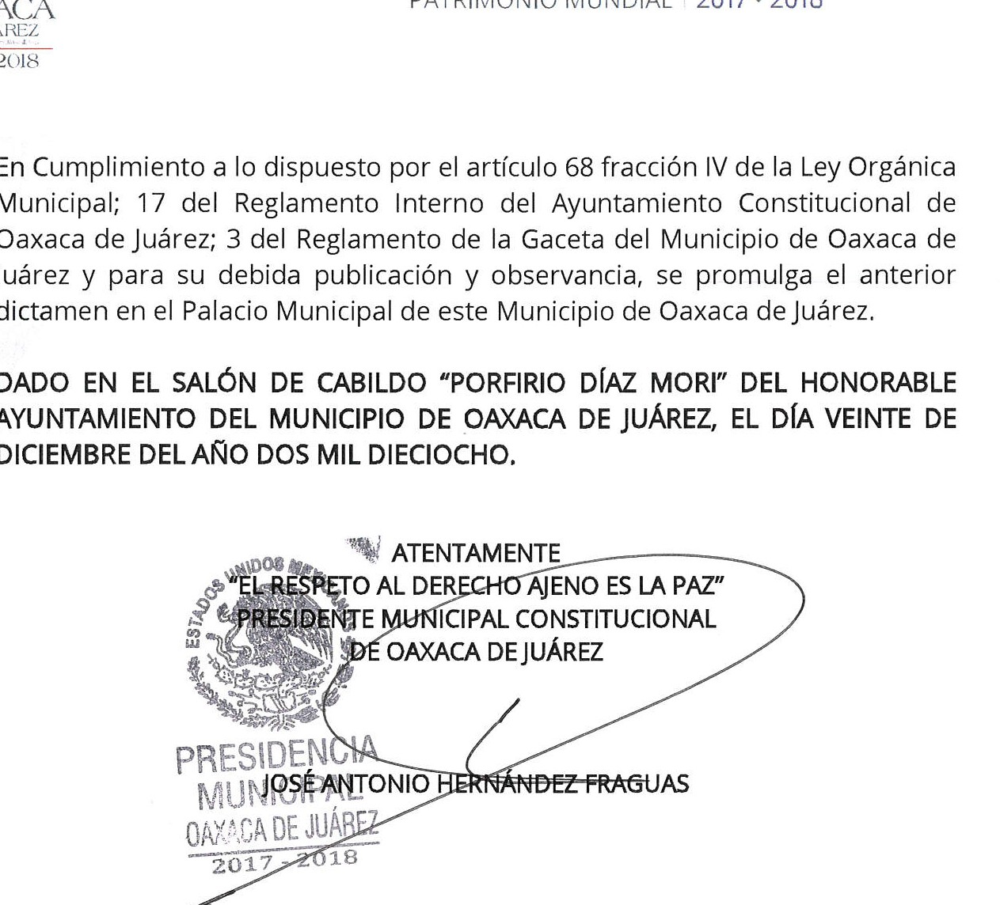 ACA
ÁREZ
2018
PATRIMONIO MUNDIAL | 2017 - 2018
En Cumplimiento a lo dispuesto por el artículo 68 fracción IV de la Ley Orgánica
Municipal; 17 del Reglamento Interno del Ayuntamiento Constitucional de
Oaxaca de Juárez; 3 del Reglamento de la Gaceta del Municipio de Oaxaca de
Juárez y para su debida publicación y observancia, se promulga el anterior
dictamen en el Palacio Municipal de este Municipio de Oaxaca de Juárez.
DADO EN EL SALÓN DE CABILDO “PORFIRIO DÍAZ MORI” DEL HONORABLE
AYUNTAMIENTO DEL MUNICIPIO DE OAXACA DE JUÁREZ, EL DÍA VEINTE DE
DICIEMBRE DEL AÑO DOS MIL DIECIOCHO.
ATENTAMENTE
“EL RESPETO AL DERECHO AJENO ES LA PAZ”
PRESIDENTE MUNICIPAL CONSTITUCIONAL
DE OAXACA DE JUÁREZ
JOSÉ ANTONIO HERNÁNDEZ FRAGUAS
ESTADOS UNIDOS MEXICANOS
PRESIDENCIA
MUNICIPAL
OAXACA DE JUÁREZ
2017 - 2018